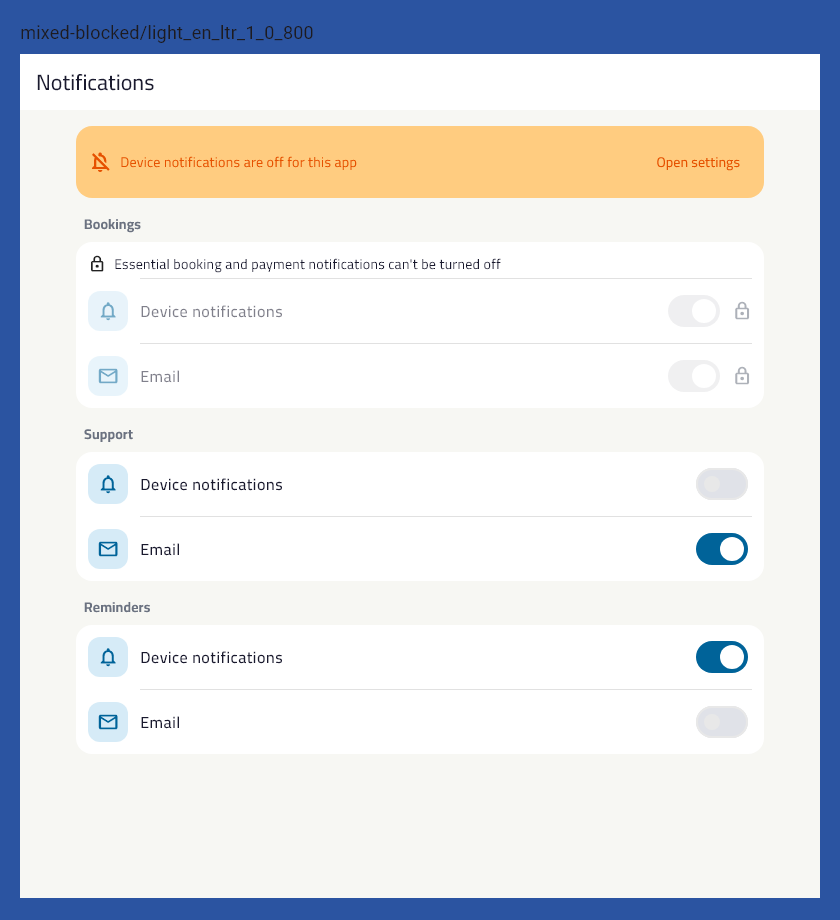 mixed-blocked/light_en_ltr_1_0_800
Notifications
Device notifications are off for this app
Open settings
Bookings
Essential booking and payment notifications can't be turned off
Device notifications
Email
Support
Device notifications
Email
Reminders
Device notifications
Email